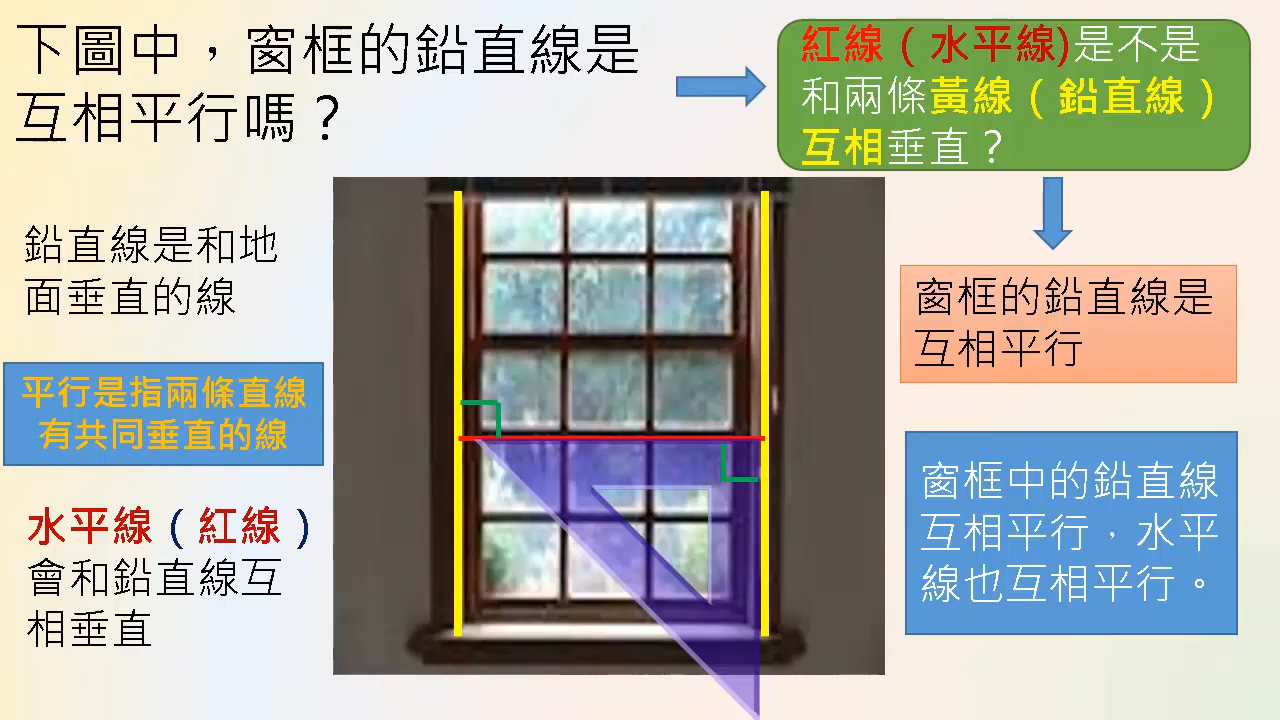 下圖中，窗框的鉛直線是
互相平行嗎？
紅線（水平線)是不是
和兩條黃線（鉛直線）
互相垂直？
鉛直線是和地
面垂直的線
平行是指兩條直線
有共同垂直的線
水平線（紅線）
會和鉛直線互
相垂直
窗框的鉛直線是
互相平行
窗框中的鉛直線
互相平行，水平
線也互相平行。